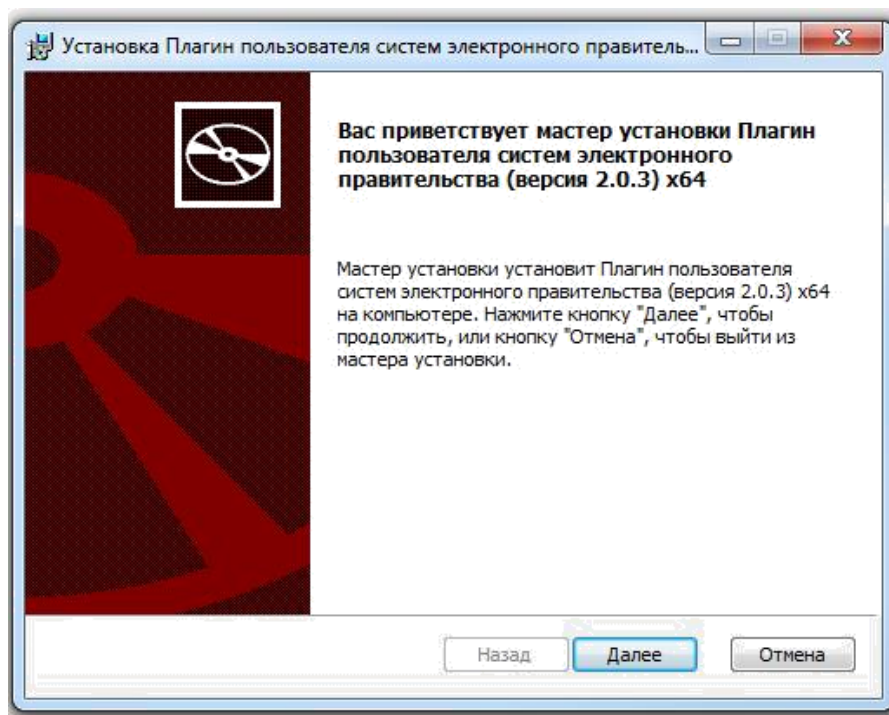 Установка Плагин пользователя систем электронного правитель...
Вас приветствует мастер установки Плагин
пользователя систем электронного
правительства (версия 2.0.3) x64
Мастер установки установит Плагин пользователя
систем электронного правительства (версия 2.0.3) x64
на компьютере. Нажмите кнопку "Далее", чтобы
продолжить, или кнопку "Отмена", чтобы выйти из
мастера установки.
Назад
Далее
Отмена